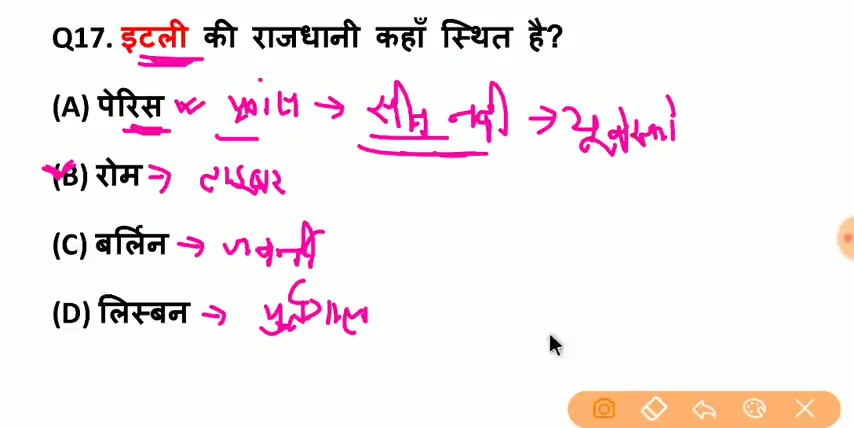 Q17. इटली की राजधानी कहाँ स्थित है?
(A) पेरिस फ्रांस → सीन नदी → यूनेस्को
(B) रोम → टाइबर
(C) बर्लिन → जर्मनी
(D) लिस्बन → पुर्तगाल